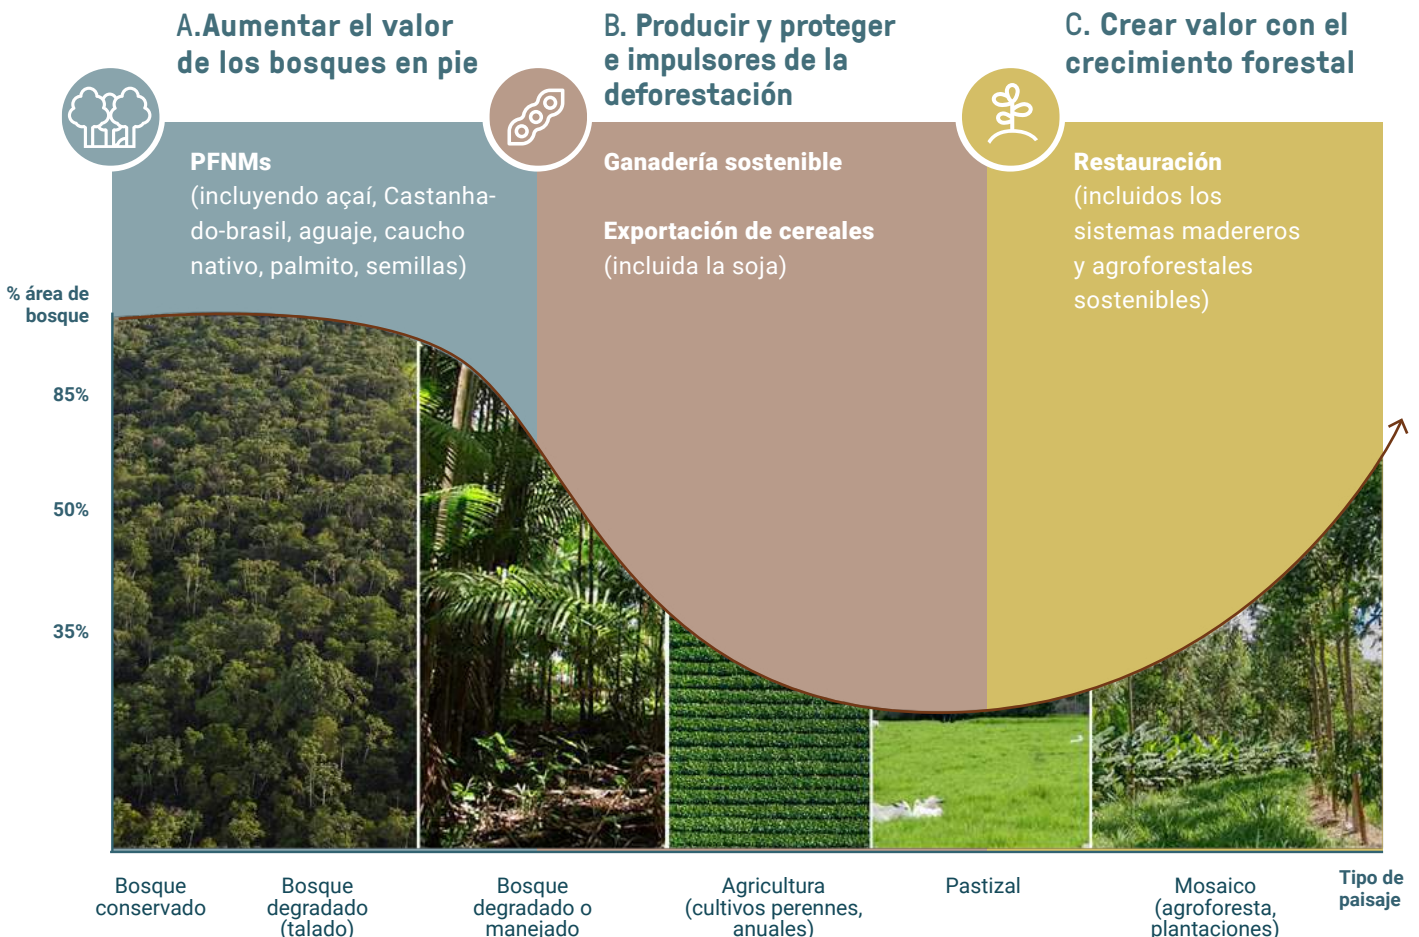 A.Aumentar el valor
de los bosques en pie
B. Producir y proteger
e impulsores de la
deforestación
C. Crear valor con el
crecimiento forestal
PFNMs
(incluyendo açaí, Castanha-
do-brasil, aguaje, caucho
nativo, palmito, semillas)
Ganadería sostenible
Exportación de cereales
(incluida la soja)
Restauración
(incluidos los
sistemas madereros
y agroforestales
sostenibles)
% área de
bosque
85%
50%
35%
Bosque
conservado
Bosque
degradado
(talado)
Bosque
degradado o
manejado
Agricultura
(cultivos perennes,
anuales)
Pastizal
Mosaico
(agroforesta,
plantaciones)
Tipo de
paisaje